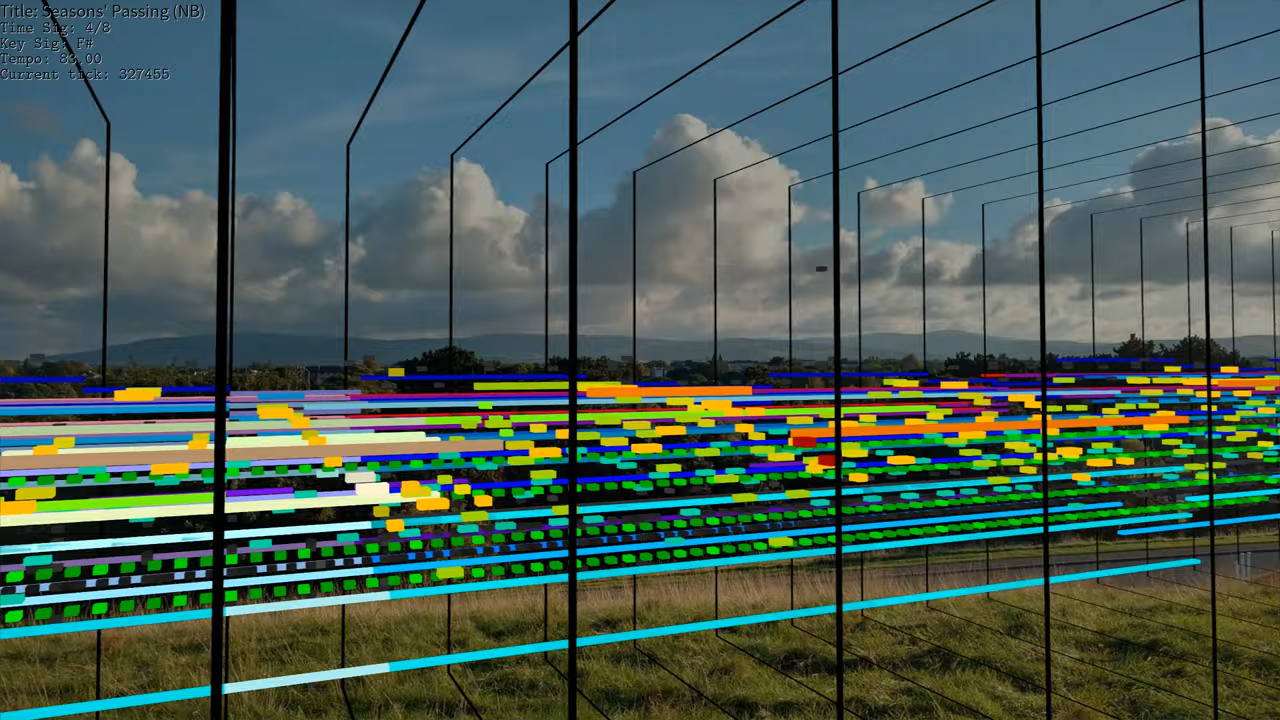 Title: Seasons' Passing (NB)
Time Sig: 4/8
Key Sig: F#
Tempo: 83.00
Current tick: 327455